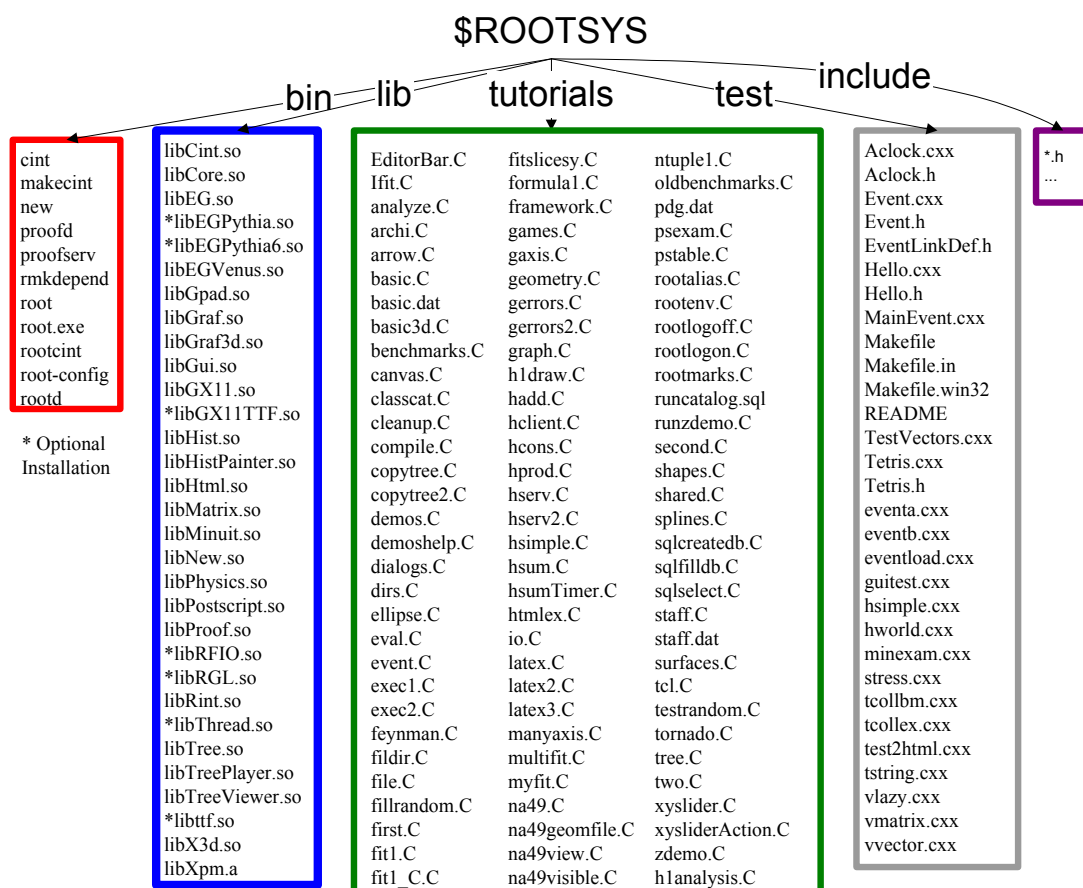 $ROOTSYS
bin
lib
tutorials
test
include
cint
makecint
new
proofd
proofserv
rmkdepend
root
root.exe
rootcint
root-config
rootd
* Optional
Installation
libCint.so
libCore.so
libEG.so
*libEGPythia.so
*libEGPythia6.so
libEGVenus.so
libGpad.so
libGraf.so
libGraf3d.so
libGui.so
libGX11.so
*libGX11TTF.so
libHist.so
libHistPainter.so
libHtml.so
libMatrix.so
libMinuit.so
libNew.so
libPhysics.so
libPostscript.so
libProof.so
*libRFIO.so
*libRGL.so
libRint.so
*libThread.so
libTree.so
libTreePlayer.so
libTreeViewer.so
*libttf.so
libX3d.so
libXpm.a
EditorBar.C
Ifit.C
analyze.C
archi.C
arrow.C
basic.C
basic.dat
basic3d.C
benchmarks.C
canvas.C
classcat.C
cleanup.C
compile.C
copytree.C
copytree2.C
demos.C
demoshelp.C
dialogs.C
dirs.C
ellipse.C
eval.C
event.C
exec1.C
exec2.C
feynman.C
fildir.C
file.C
fillrandom.C
first.C
fit1.C
fit1_C.C
fitslicesy.C
formula1.C
framework.C
games.C
gaxis.C
geometry.C
gerrors.C
gerrors2.C
graph.C
h1draw.C
hadd.C
hclient.C
hcons.C
hprod.C
hserv.C
hserv2.C
hsimple.C
hsum.C
hsumTimer.C
htmlex.C
io.C
latex.C
latex2.C
latex3.C
manyaxis.C
multifit.C
myfit.C
na49.C
na49geomfile.C
na49view.C
na49visible.C
ntuple1.C
oldbenchmarks.C
pdg.dat
psexam.C
pstable.C
rootalias.C
rootenv.C
rootlogoff.C
rootlogon.C
rootmarks.C
runcatalog.sql
runzdemo.C
second.C
shapes.C
shared.C
splines.C
sqlcreatedb.C
sqlfilldb.C
sqlselect.C
staff.C
staff.dat
surfaces.C
tcl.C
testrandom.C
tornado.C
tree.C
two.C
xyslider.C
xysliderAction.C
zdemo.C
h1analysis.C
Aclock.cxx
Aclock.h
Event.cxx
Event.h
EventLinkDef.h
Hello.cxx
Hello.h
MainEvent.cxx
Makefile
Makefile.in
Makefile.win32
README
TestVectors.cxx
Tetris.cxx
Tetris.h
eventa.cxx
eventb.cxx
eventload.cxx
guitest.cxx
hsimple.cxx
hworld.cxx
minexam.cxx
stress.cxx
tcollbm.cxx
tcollex.cxx
test2html.cxx
tstring.cxx
vlazy.cxx
vmatrix.cxx
vvector.cxx
*.h
...